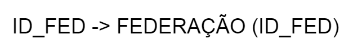 ID_FED -> FEDERAÇÃO (ID_FED)